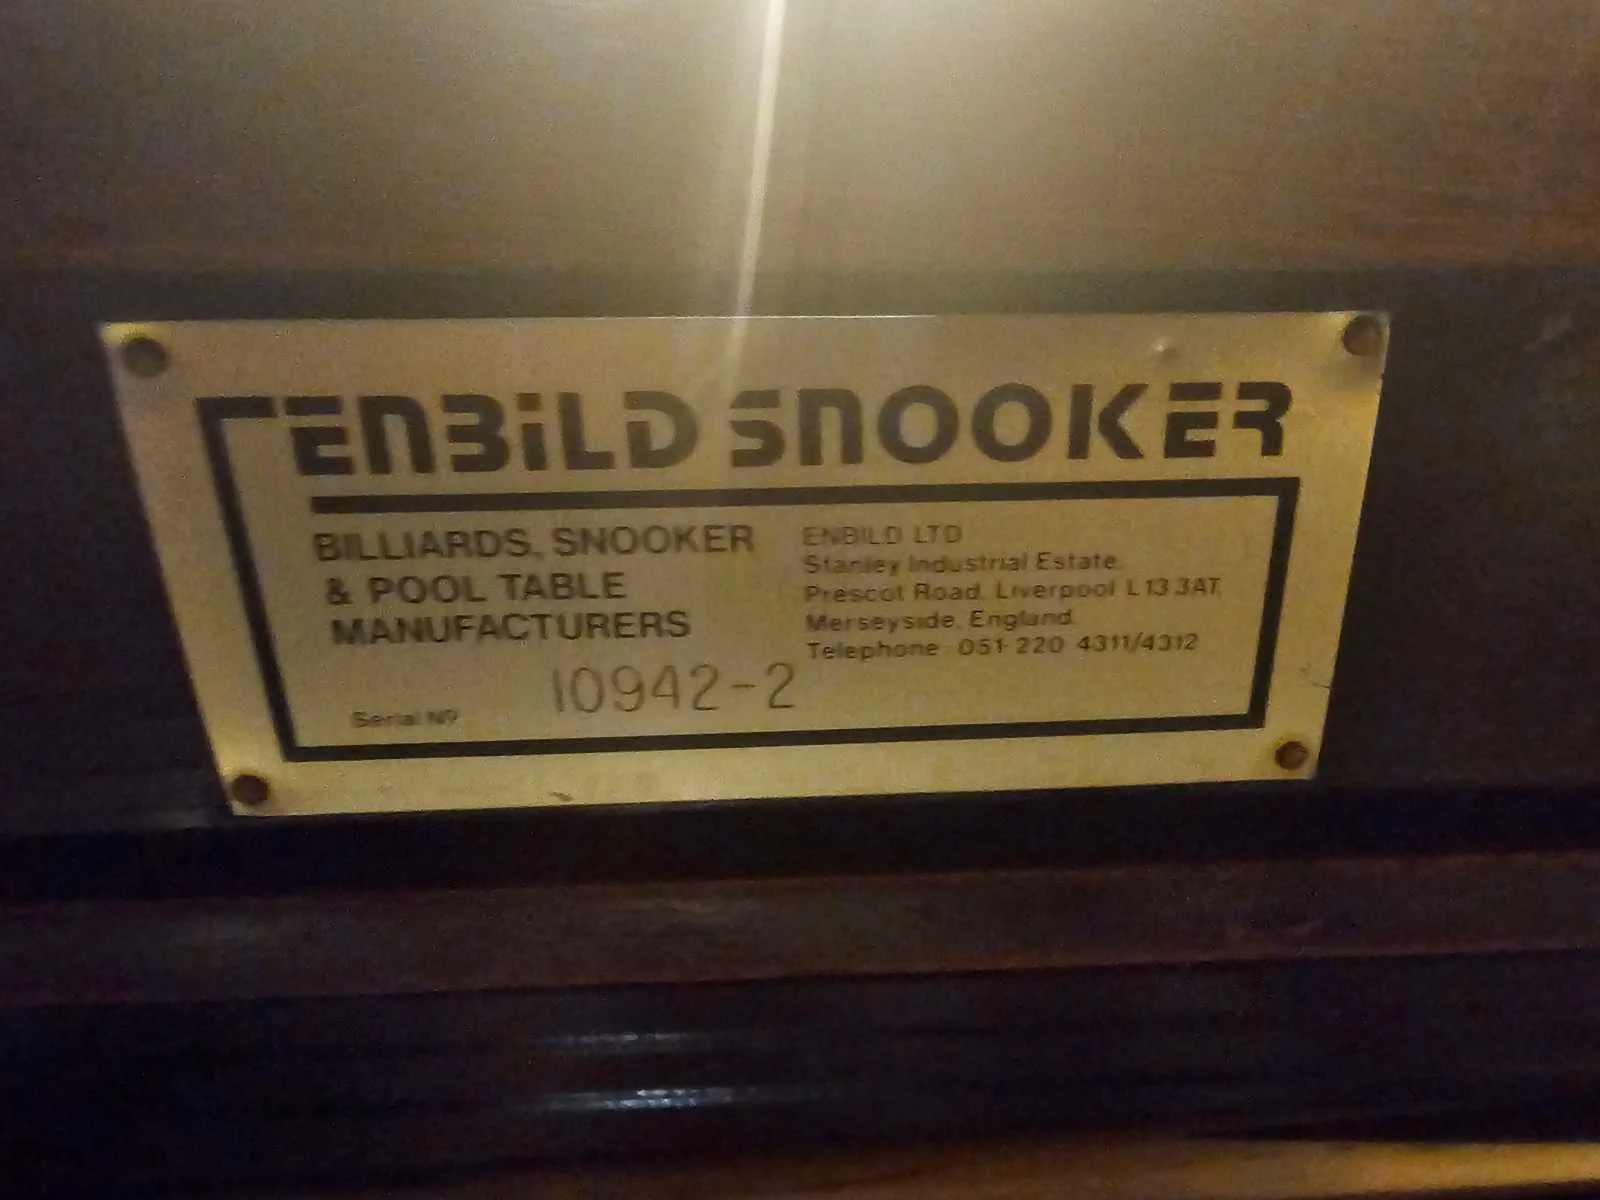 ENBiLD SNOOKER
BILLIARDS, SNOOKER
& POOL TABLE
MANUFACTURERS
ENBILD LTD
Stanley Industrial Estate,
Prescot Road, Liverpool L13 3AT,
Merseyside, England.
Telephone 051-220 4311/4312
Serial Nº 10942-2